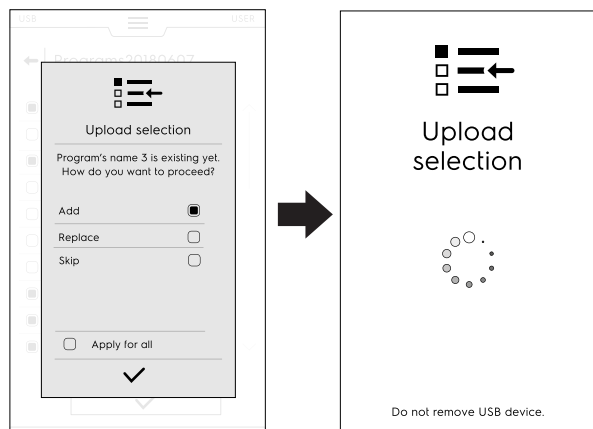 USB
USER
Programs20180607
Upload selection
Program's name 3 is existing yet.
How do you want to proceed?
Add
Replace
Skip
Apply for all
Upload
selection
Do not remove USB device.